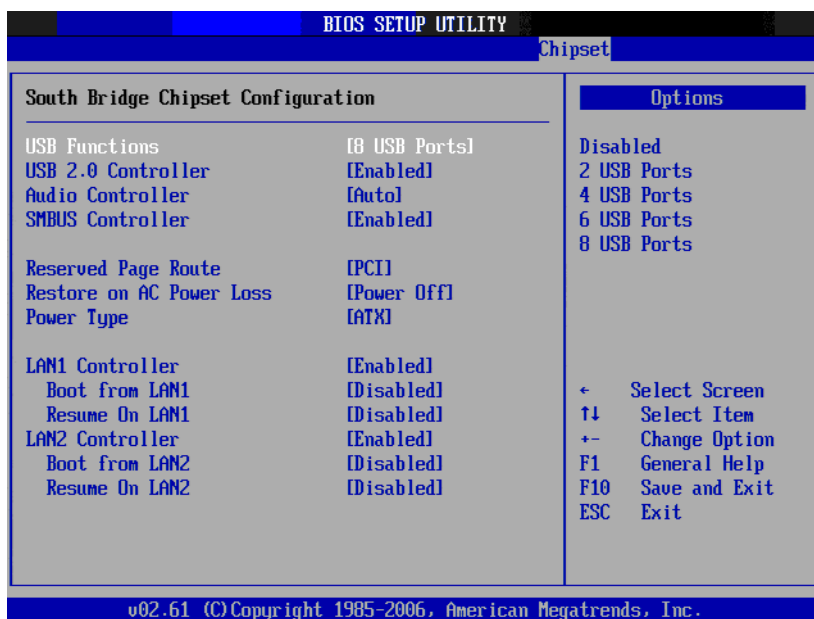 BIOS SETUP UTILITY
Chipset
South Bridge Chipset Configuration
USB Functions [8 USB Ports]
USB 2.0 Controller [Enabled]
Audio Controller [Auto]
SMBUS Controller [Enabled]
Reserved Page Route [PCI]
Restore on AC Power Loss [Power Off]
Power Type [ATX]
LAN1 Controller [Enabled]
Boot from LAN1 [Disabled]
Resume On LAN1 [Disabled]
LAN2 Controller [Enabled]
Boot from LAN2 [Disabled]
Resume On LAN2 [Disabled]
Options
Disabled
2 USB Ports
4 USB Ports
6 USB Ports
8 USB Ports
← Select Screen
↑↓ Select Item
+- Change Option
F1 General Help
F10 Save and Exit
ESC Exit
v02.61 (C)Copyright 1985-2006, American Megatrends, Inc.